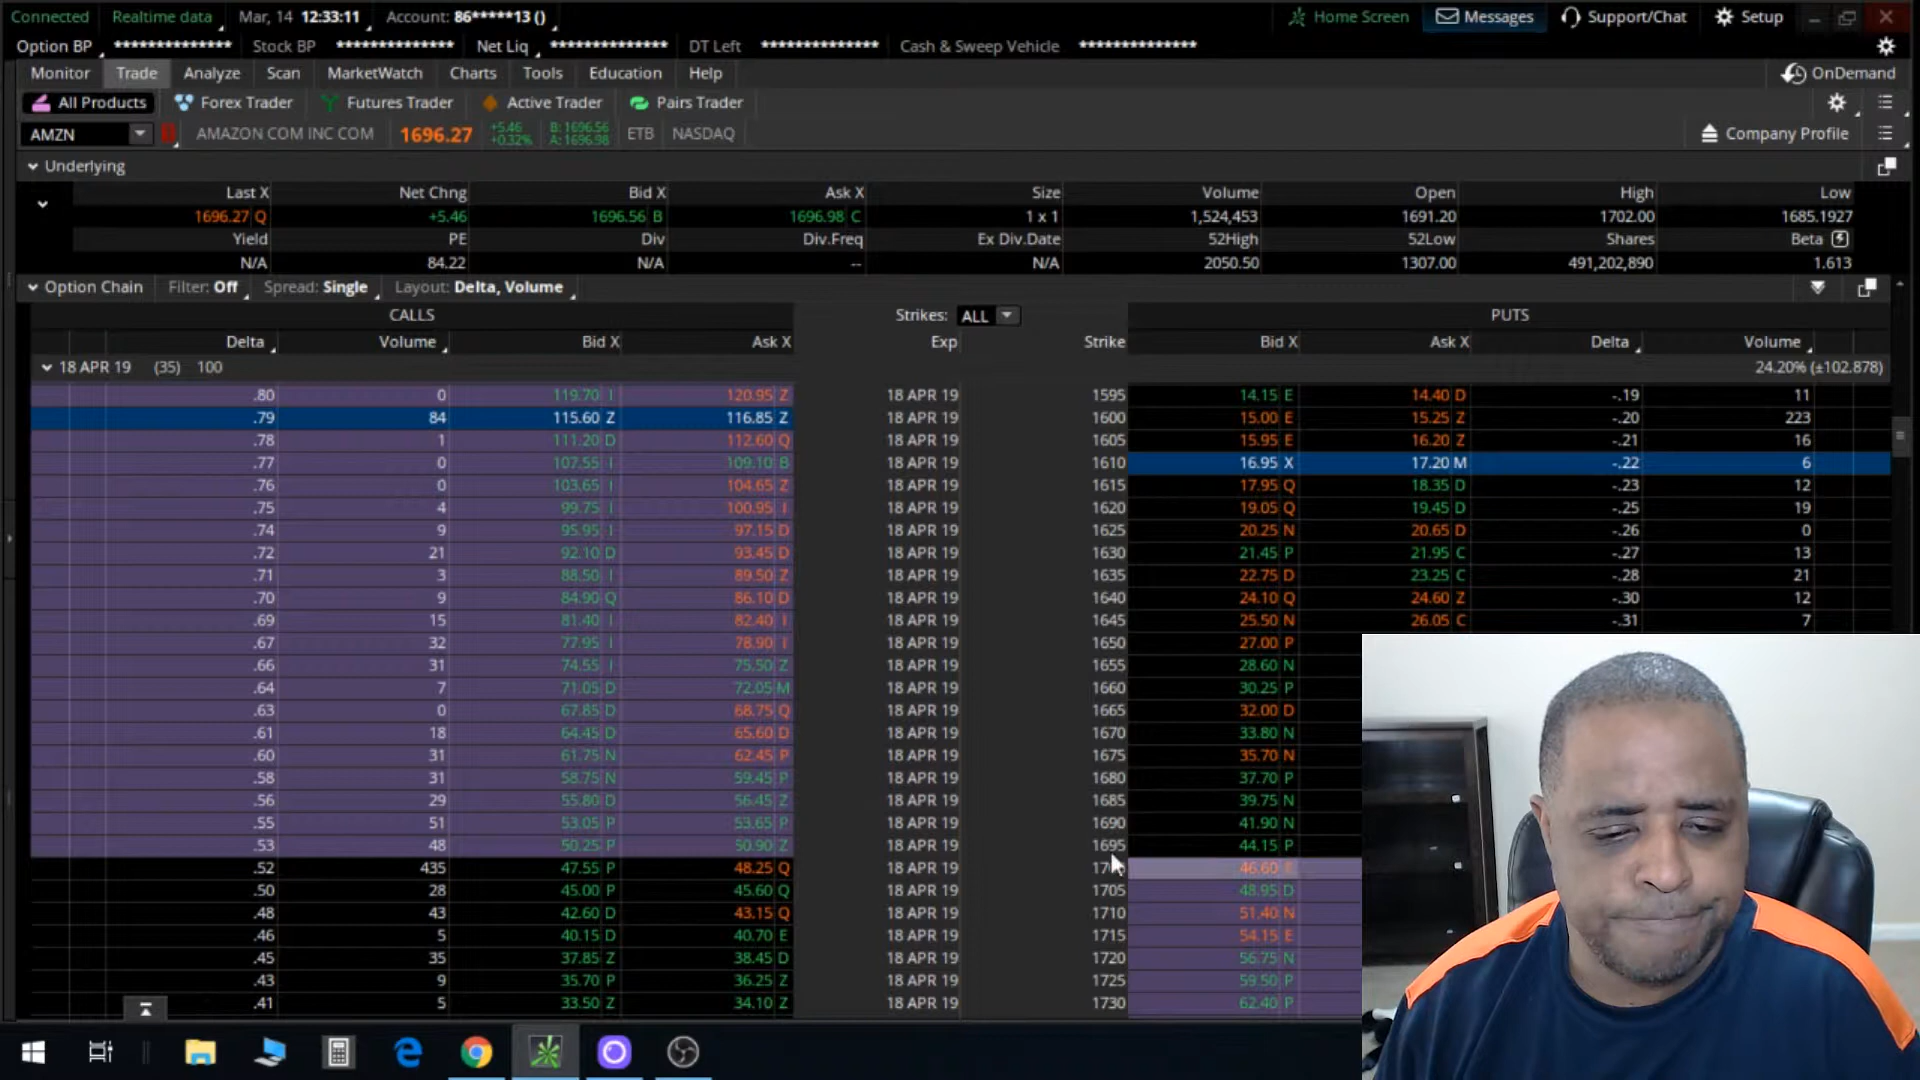 Connected Realtime data Mar, 14 12:33:11 Account: 86*****13 () Home Screen Messages Support/Chat Setup
Option BP ************** Stock BP ************** Net Liq ************** DT Left ************** Cash & Sweep Vehicle **************
Monitor Trade Analyze Scan MarketWatch Charts Tools Education Help OnDemand
All Products Forex Trader Futures Trader Active Trader Pairs Trader
AMZN AMAZON COM INC COM 1696.27 +5.46 +0.32% B: 1696.56 A: 1696.98 ETB NASDAQ Company Profile
Underlying
Last X Net Chng Bid X Ask X Size Volume Open High Low
1696.27 Q +5.46 1696.56 B 1696.98 C 1 x 1 1,524,453 1691.20 1702.00 1685.1927
Yield PE Div Div.Freq Ex Div.Date 52High 52Low Shares Beta
N/A 84.22 N/A -- N/A 2050.50 1307.00 491,202,890 1.613
Option Chain Filter: Off Spread: Single Layout: Delta, Volume
CALLS Strikes: ALL PUTS
Delta Volume Bid X Ask X Exp Strike Bid X Ask X Delta Volume
18 APR 19 (35) 100 24.20% (±102.878)
.80 0 119.70 I 120.95 Z 18 APR 19 1595 14.15 E 14.40 D -.19 11
.79 84 115.60 Z 116.85 Z 18 APR 19 1600 15.00 E 15.25 Z -.20 223
.78 1 111.20 D 112.60 Q 18 APR 19 1605 15.95 E 16.20 Z -.21 16
.77 0 107.55 I 109.10 B 18 APR 19 1610 16.95 X 17.20 M -.22 6
.76 0 103.65 I 104.65 Z 18 APR 19 1615 17.95 Q 18.35 D -.23 12
.75 4 99.75 I 100.95 I 18 APR 19 1620 19.05 Q 19.45 D -.25 19
.74 9 95.95 I 97.15 D 18 APR 19 1625 20.25 N 20.65 D -.26 0
.72 21 92.10 D 93.45 D 18 APR 19 1630 21.45 P 21.95 C -.27 13
.71 3 88.50 I 89.50 Z 18 APR 19 1635 22.75 D 23.25 C -.28 21
.70 9 84.90 Q 86.10 D 18 APR 19 1640 24.10 Q 24.60 Z -.30 12
.69 15 81.40 I 82.40 I 18 APR 19 1645 25.50 N 26.05 C -.31 7
.67 32 77.95 I 78.90 I 18 APR 19 1650 27.00 P
.66 31 74.55 I 75.50 Z 18 APR 19 1655 28.60 N
.64 7 71.05 D 72.05 M 18 APR 19 1660 30.25 P
.63 0 67.85 D 68.75 Q 18 APR 19 1665 32.00 D
.61 18 64.45 D 65.60 D 18 APR 19 1670 33.80 N
.60 31 61.75 N 62.45 P 18 APR 19 1675 35.70 N
.58 31 58.75 N 59.45 P 18 APR 19 1680 37.70 P
.56 29 55.80 D 56.45 Z 18 APR 19 1685 39.75 N
.55 51 53.05 P 53.65 P 18 APR 19 1690 41.90 N
.53 48 50.25 P 50.90 Z 18 APR 19 1695 44.15 P
.52 435 47.55 P 48.25 Q 18 APR 19 46.60 E
.50 28 45.00 P 45.60 Q 18 APR 19 1705 48.95 D
.48 43 42.60 D 43.15 Q 18 APR 19 1710 51.40 N
.46 5 40.15 D 40.70 E 18 APR 19 1715 54.15 E
.45 35 37.85 Z 38.45 D 18 APR 19 1720 56.75 N
.43 9 35.70 P 36.25 Z 18 APR 19 1725 59.50 P
.41 5 33.50 Z 34.10 Z 18 APR 19 1730 62.40 P